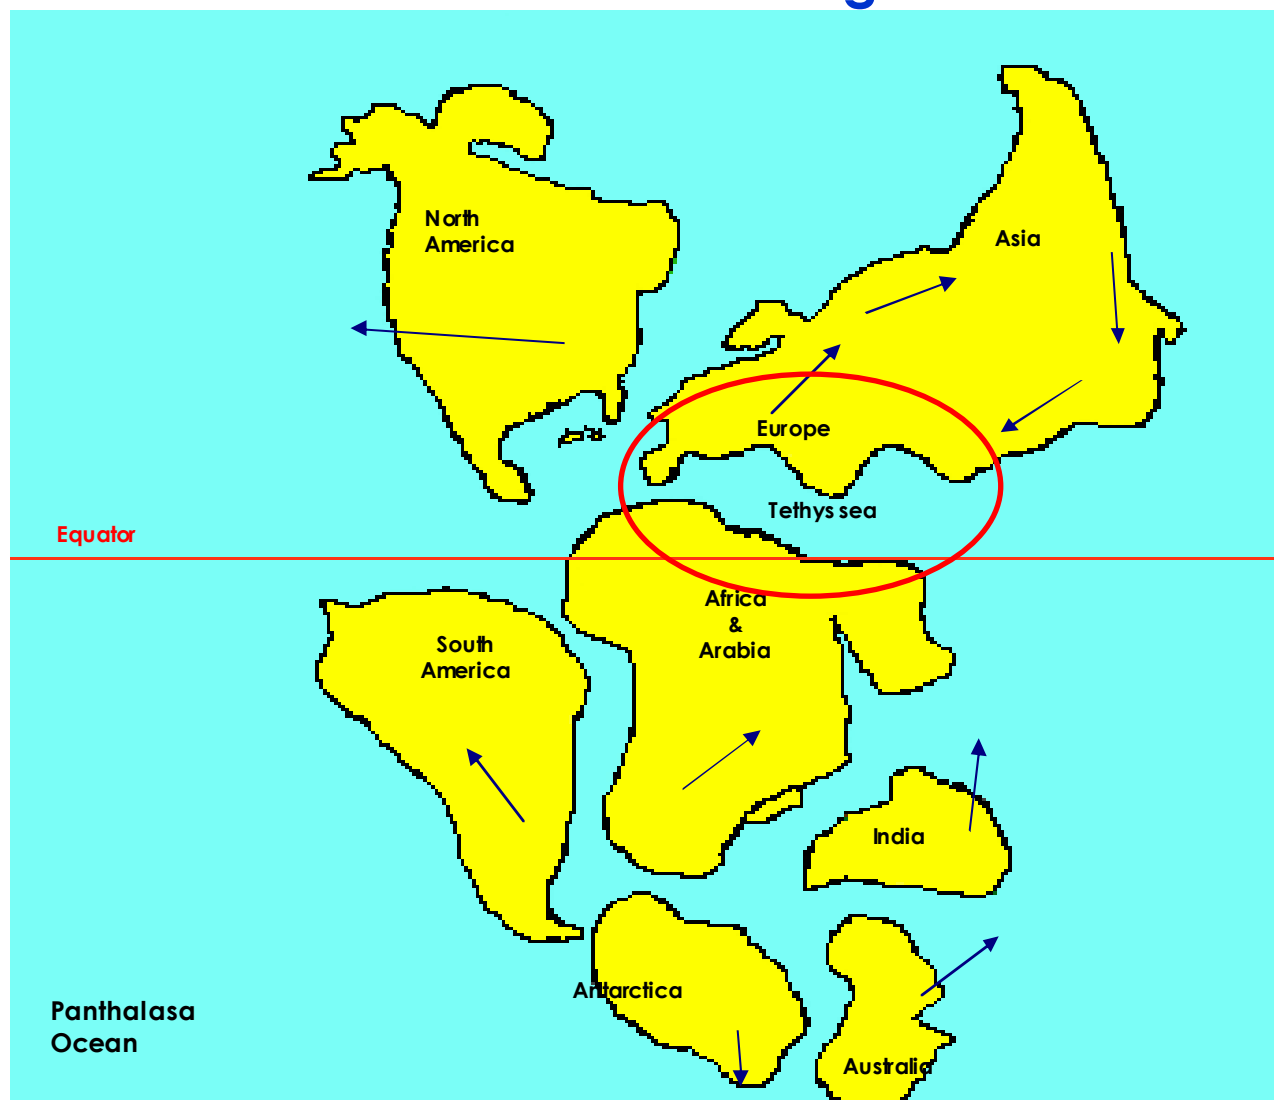 North
America
Asia
Europe
Tethys sea
Equator
Africa
&
Arabia
South
America
India
Antarctica
Panthalasa
Ocean
Australia